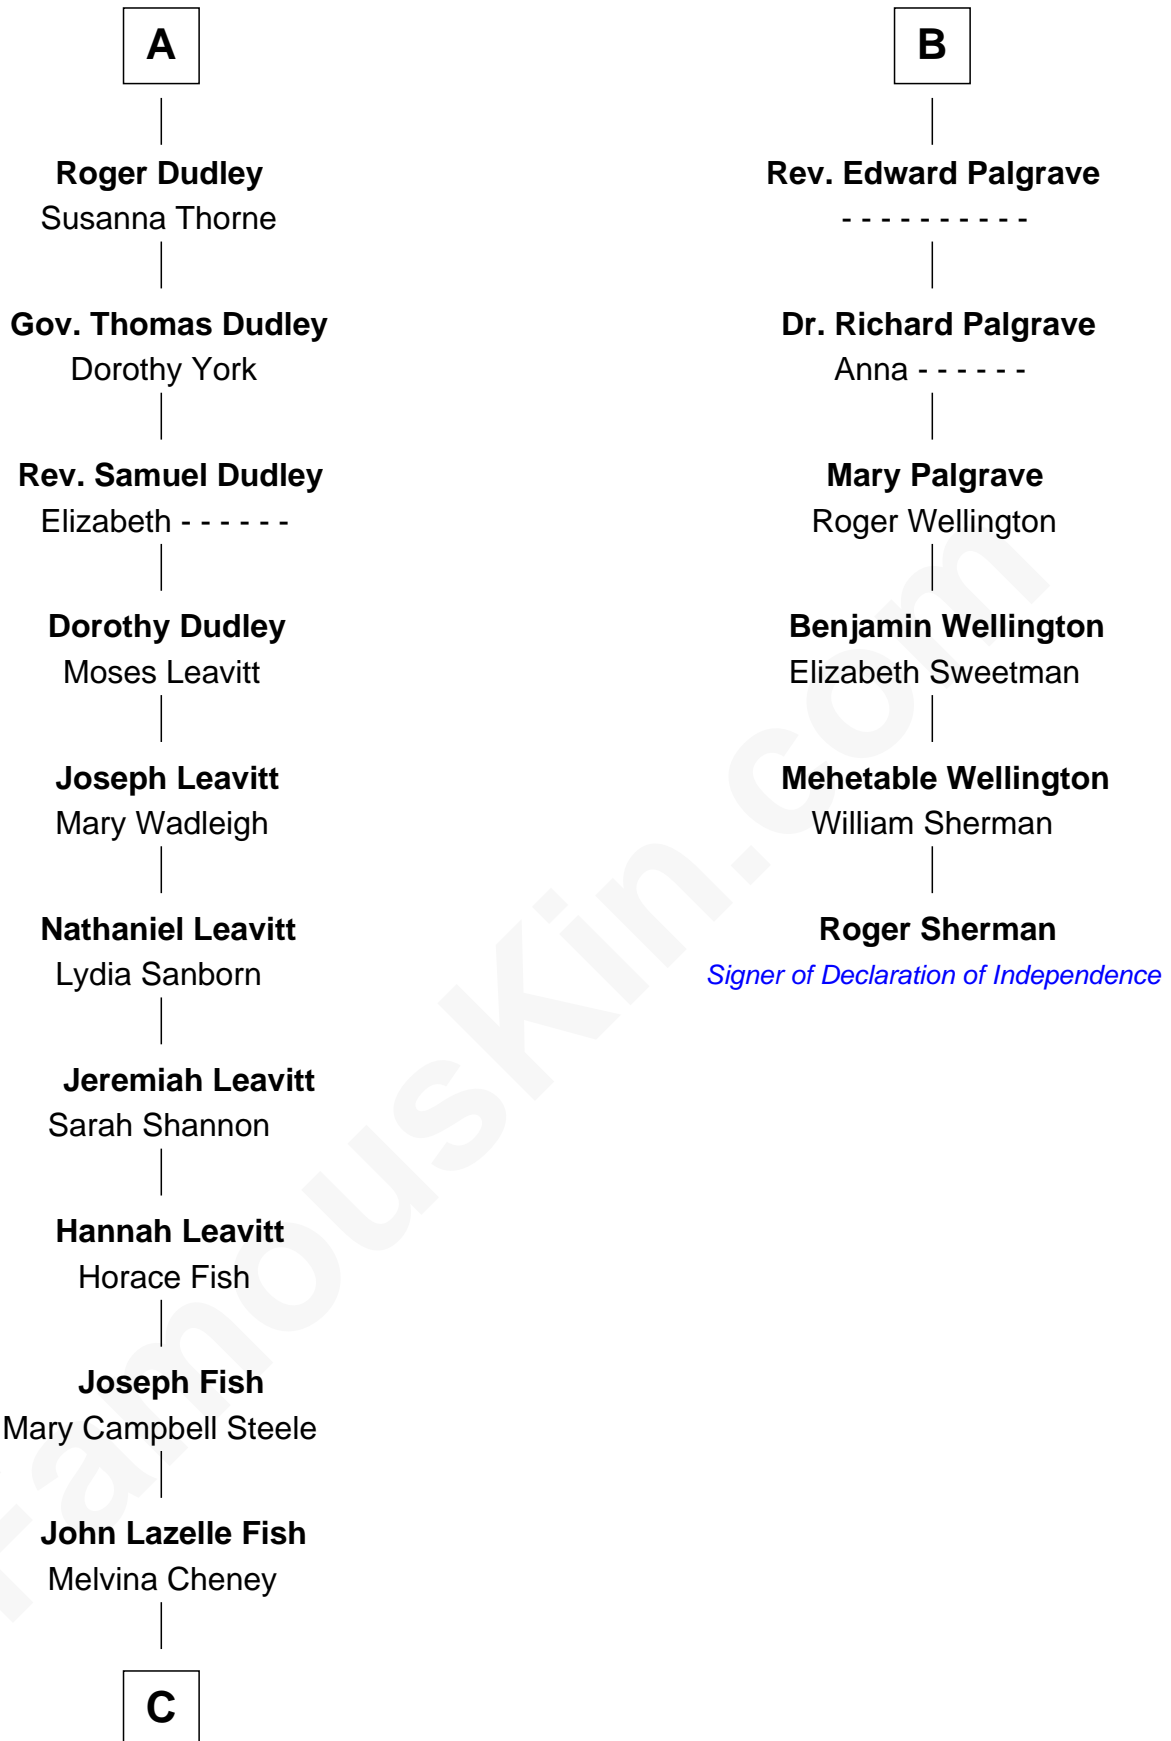 A
Roger Dudley
Susanna Thorne
Gov. Thomas Dudley
Dorothy York
Rev. Samuel Dudley
Elizabeth - - - - - -
Dorothy Dudley
Moses Leavitt
Joseph Leavitt
Mary Wadleigh
Nathaniel Leavitt
Lydia Sanborn
Jeremiah Leavitt
Sarah Shannon
Hannah Leavitt
Horace Fish
Joseph Fish
Mary Campbell Steele
John Lazelle Fish
Melvina Cheney
C
B
Rev. Edward Palgrave
- - - - - - - - - -
Dr. Richard Palgrave
Anna - - - - - -
Mary Palgrave
Roger Wellington
Benjamin Wellington
Elizabeth Sweetman
Mehetable Wellington
William Sherman
Roger Sherman
Signer of Declaration of Independence
FamousKin.com